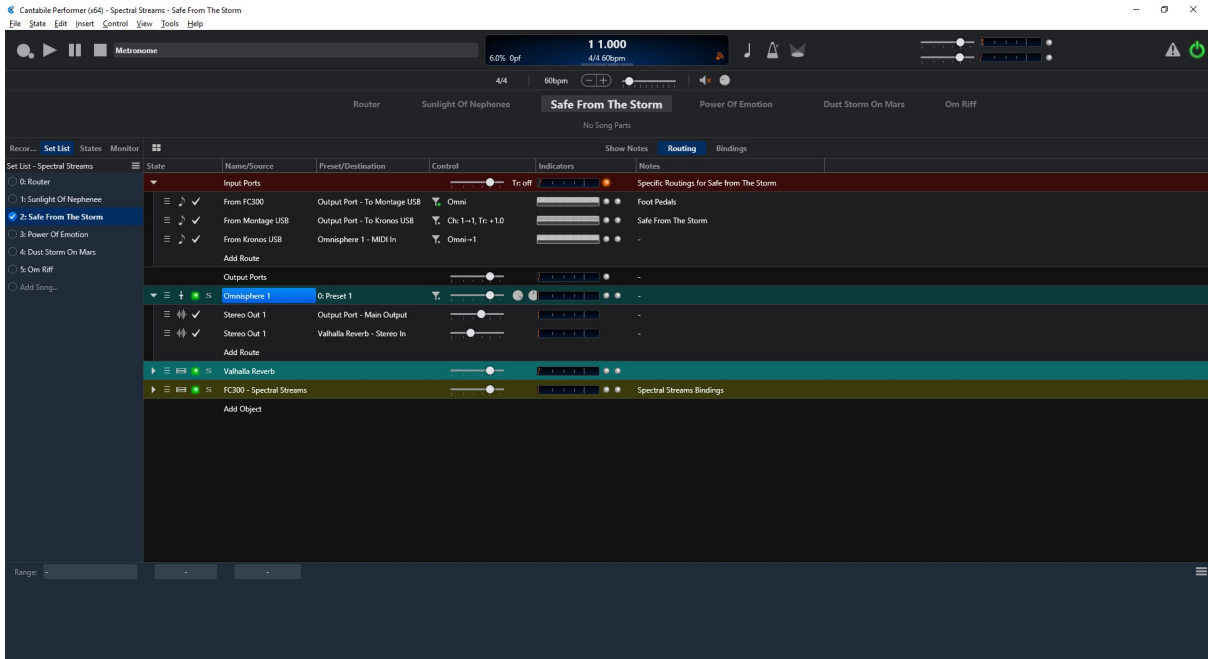 Cantabile Performer (x64) - Spectral Streams - Safe From The Storm
File State Edit Insert Control View Tools Help
Metronome
6.0% 0pf
1 1.000
4/4 60bpm
4/4 60bpm
Router Sunlight Of Nephenee Safe From The Storm Power Of Emotion Dust Storm On Mars Om Riff
No Song Parts
Recor... Set List States Monitor Show Notes Routing Bindings
Set List - Spectral Streams State Name/Source Preset/Destination Control Indicators Notes
0: Router Input Ports Tr: off Specific Routings for Safe from The Storm
1: Sunlight Of Nephenee From FC300 Output Port - To Montage USB Omni Foot Pedals
2: Safe From The Storm From Montage USB Output Port - To Kronos USB Ch: 1→1, Tr: +1.0 Safe From The Storm
3: Power Of Emotion From Kronos USB Omnisphere 1 - MIDI In Omni→1 -
4: Dust Storm On Mars Add Route
5: Om Riff Output Ports -
Add Song...
S Omnisphere 1 0: Preset 1 -
Stereo Out 1 Output Port - Main Output -
Stereo Out 1 Valhalla Reverb - Stereo In -
Add Route
S Valhalla Reverb
S FC300 - Spectral Streams Spectral Streams Bindings
Add Object
Range: - - -